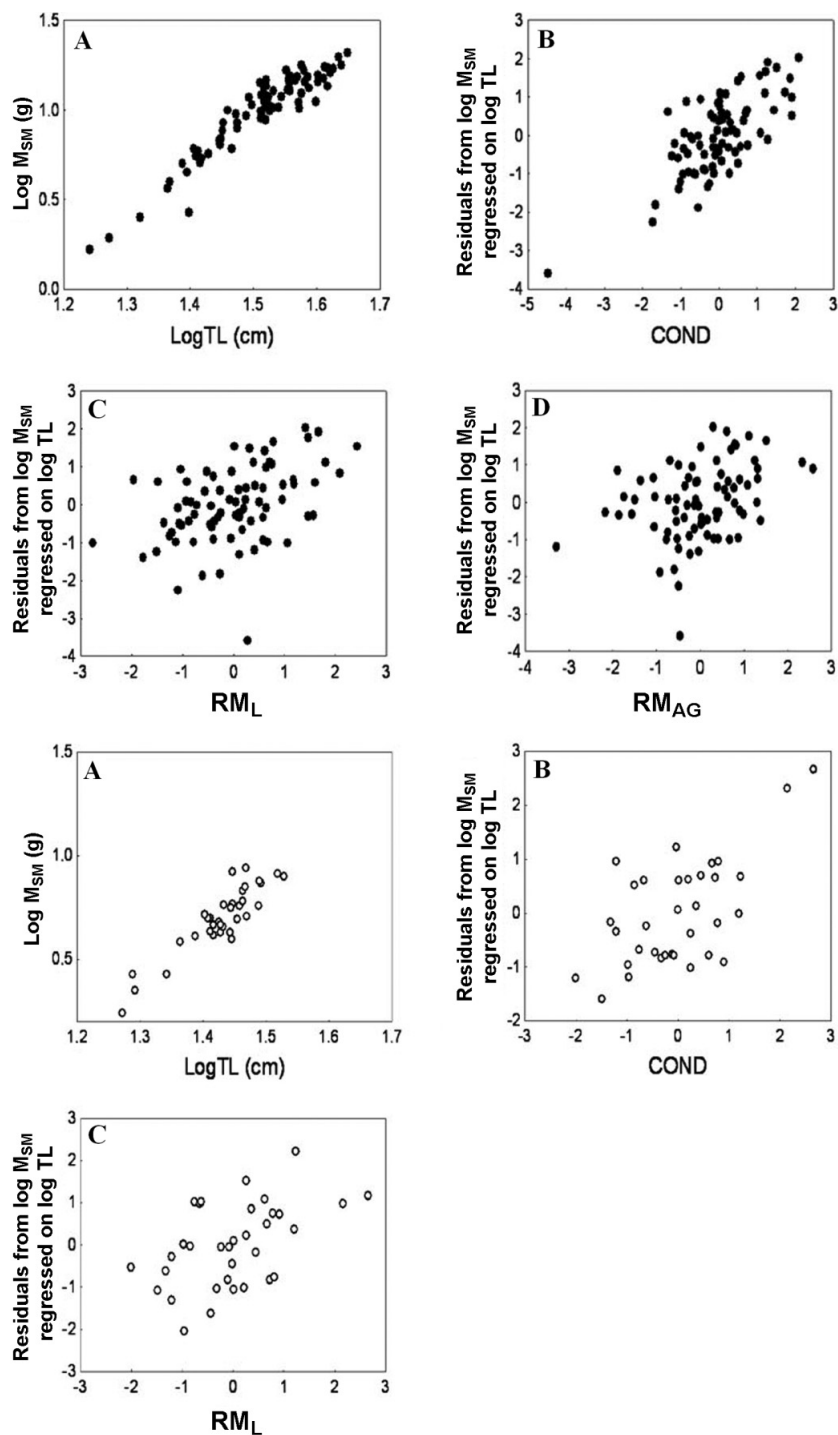 A
Log M_SM (g)
1.5
1.0
0.5
0.0
1.2 1.3 1.4 1.5 1.6 1.7
LogTL (cm)
B
Residuals from log M_SM
regressed on log TL
3
2
1
0
-1
-2
-3
-4
-5 -4 -3 -2 -1 0 1 2 3
COND
C
Residuals from log M_SM
regressed on log TL
3
2
1
0
-1
-2
-3
-4
-3 -2 -1 0 1 2 3
RM_L
D
Residuals from log M_SM
regressed on log TL
3
2
1
0
-1
-2
-3
-4
-4 -3 -2 -1 0 1 2 3
RM_AG
A
Log M_SM (g)
1.5
1.0
0.5
1.2 1.3 1.4 1.5 1.6 1.7
LogTL (cm)
B
Residuals from log M_SM
regressed on log TL
3
2
1
0
-1
-2
-3 -2 -1 0 1 2 3
COND
C
Residuals from log M_SM
regressed on log TL
3
2
1
0
-1
-2
-3
-3 -2 -1 0 1 2 3
RM_L